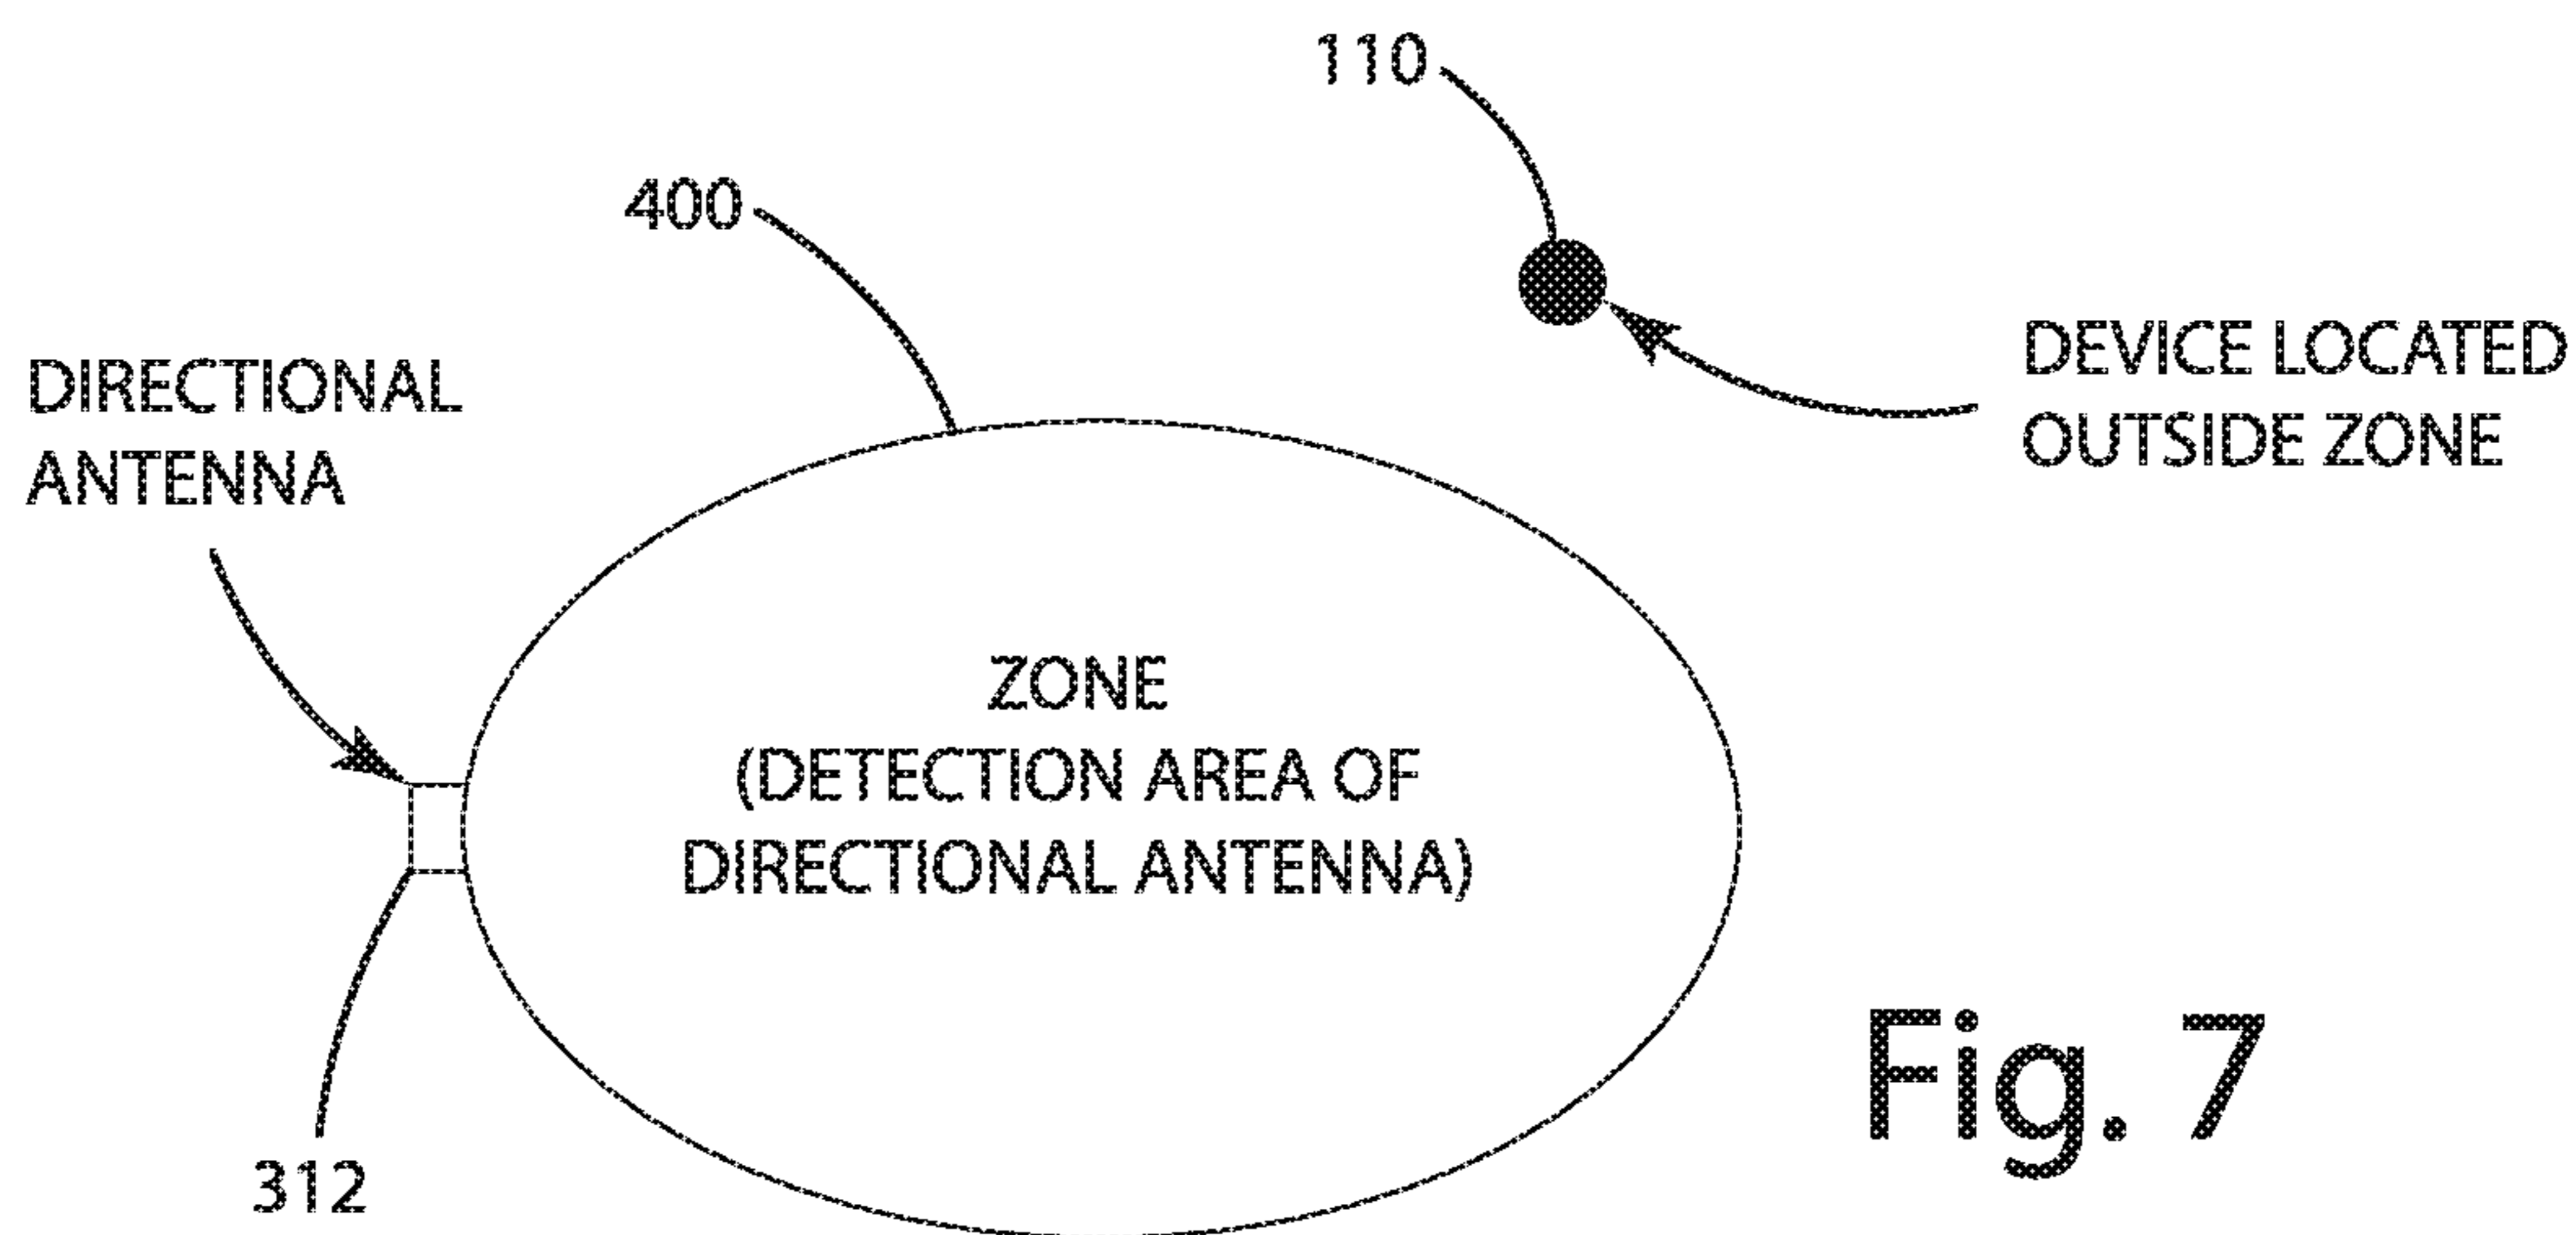 110
400
DEVICE LOCATED
OUTSIDE ZONE
DIRECTIONAL
ANTENNA
ZONE
(DETECTION AREA OF
DIRECTIONAL ANTENNA)
312
Fig. 7